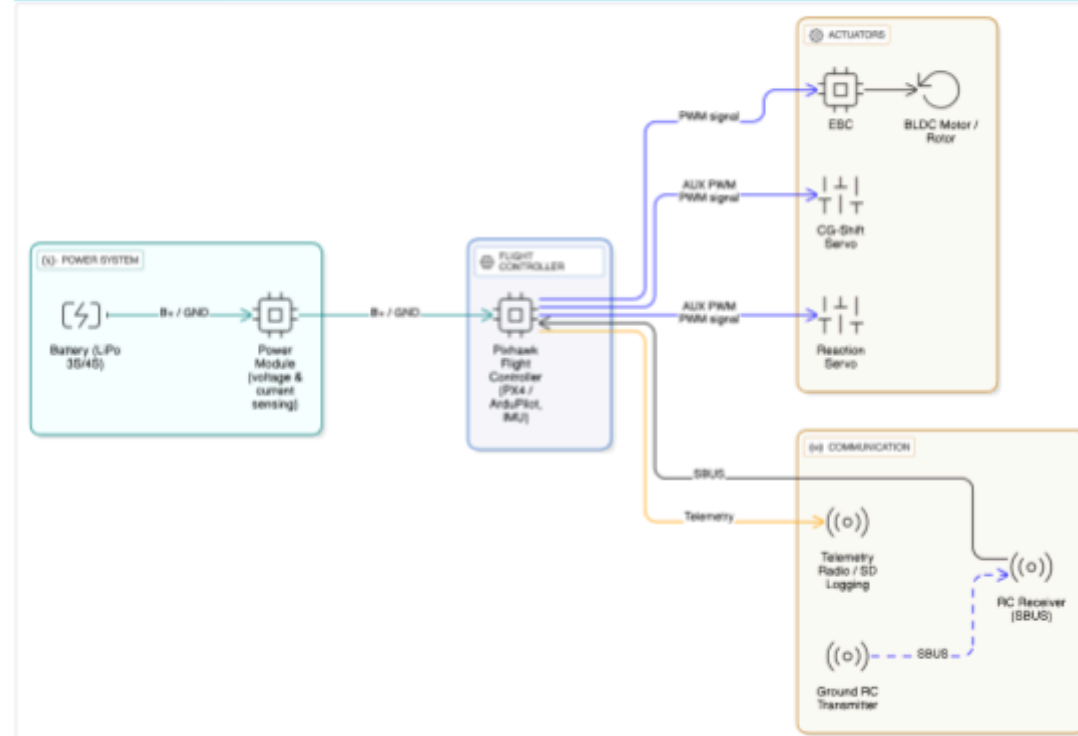 ACTUATORS
PWM signal
ESC
BLDC Motor /
Rotor
AUX PWM
PWM signal
CG-Shift
Servo
POWER SYSTEM
FLIGHT
CONTROLLER
B+ / GND
B+ / GND
AUX PWM
PWM signal
Battery (LiPo
3S/4S)
Power
Module
(voltage &
current
sensing)
Pixhawk
Flight
Controller
(PX4 /
ArduPilot,
IMU)
Reaction
Servo
COMMUNICATION
SBUS
Telemetry
Telemetry
Radio / SD
Logging
RC Receiver
(SBUS)
SBUS
Ground RC
Transmitter